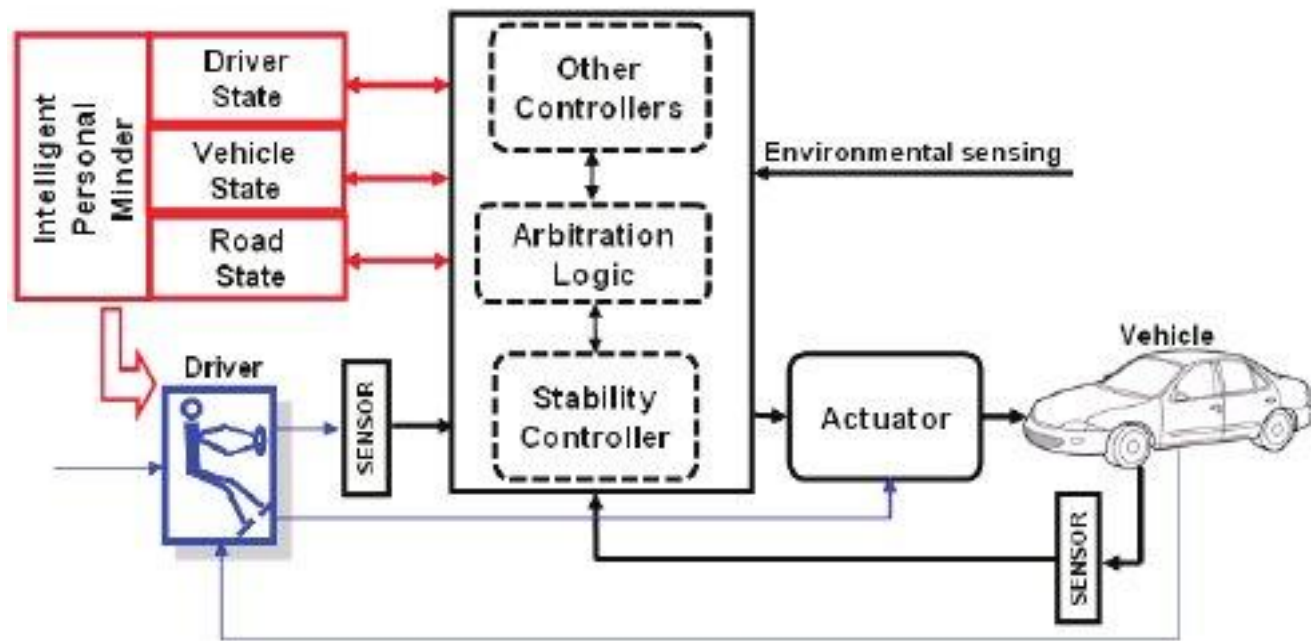 Intelligent
Personal
Minder
Driver
State
Vehicle
State
Road
State
Other
Controllers
Environmental sensing
Arbitration
Logic
Stability
Controller
Driver
SENSOR
Actuator
Vehicle
SENSOR